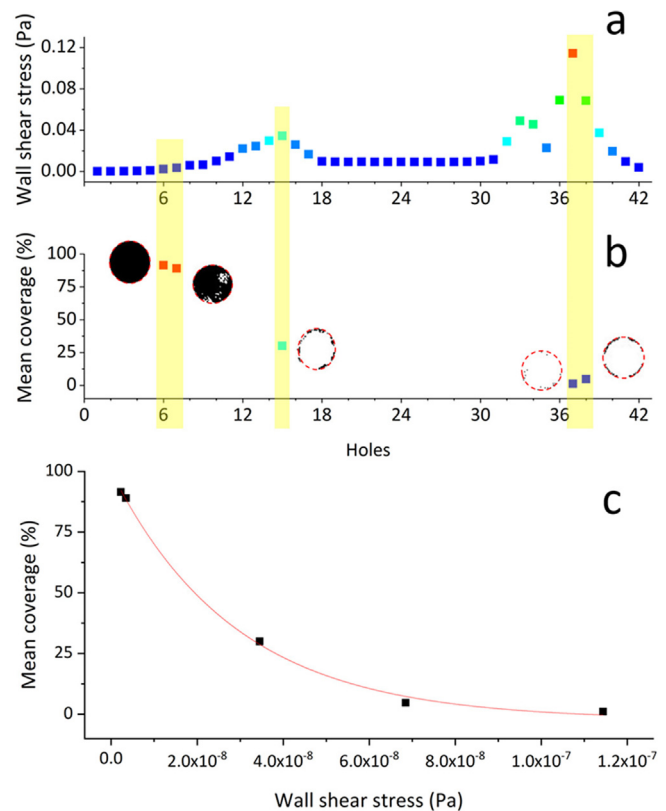 a
Wall shear stress (Pa)
0.12
0.08
0.04
0.00
6 12 18 24 30 36 42
b
Mean coverage (%)
100
75
50
25
0
0 6 12 18 24 30 36 42
Holes
c
Mean coverage (%)
100
75
50
25
0
0.0 2.0x10⁻⁸ 4.0x10⁻⁸ 6.0x10⁻⁸ 8.0x10⁻⁸ 1.0x10⁻⁷ 1.2x10⁻⁷
Wall shear stress (Pa)